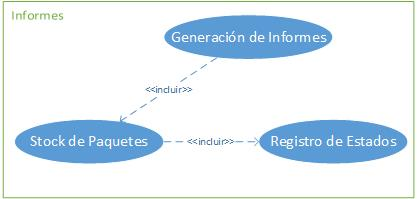 Informes
Generación de Informes
<<incluir>>
Stock de Paquetes
<<incluir>>
Registro de Estados